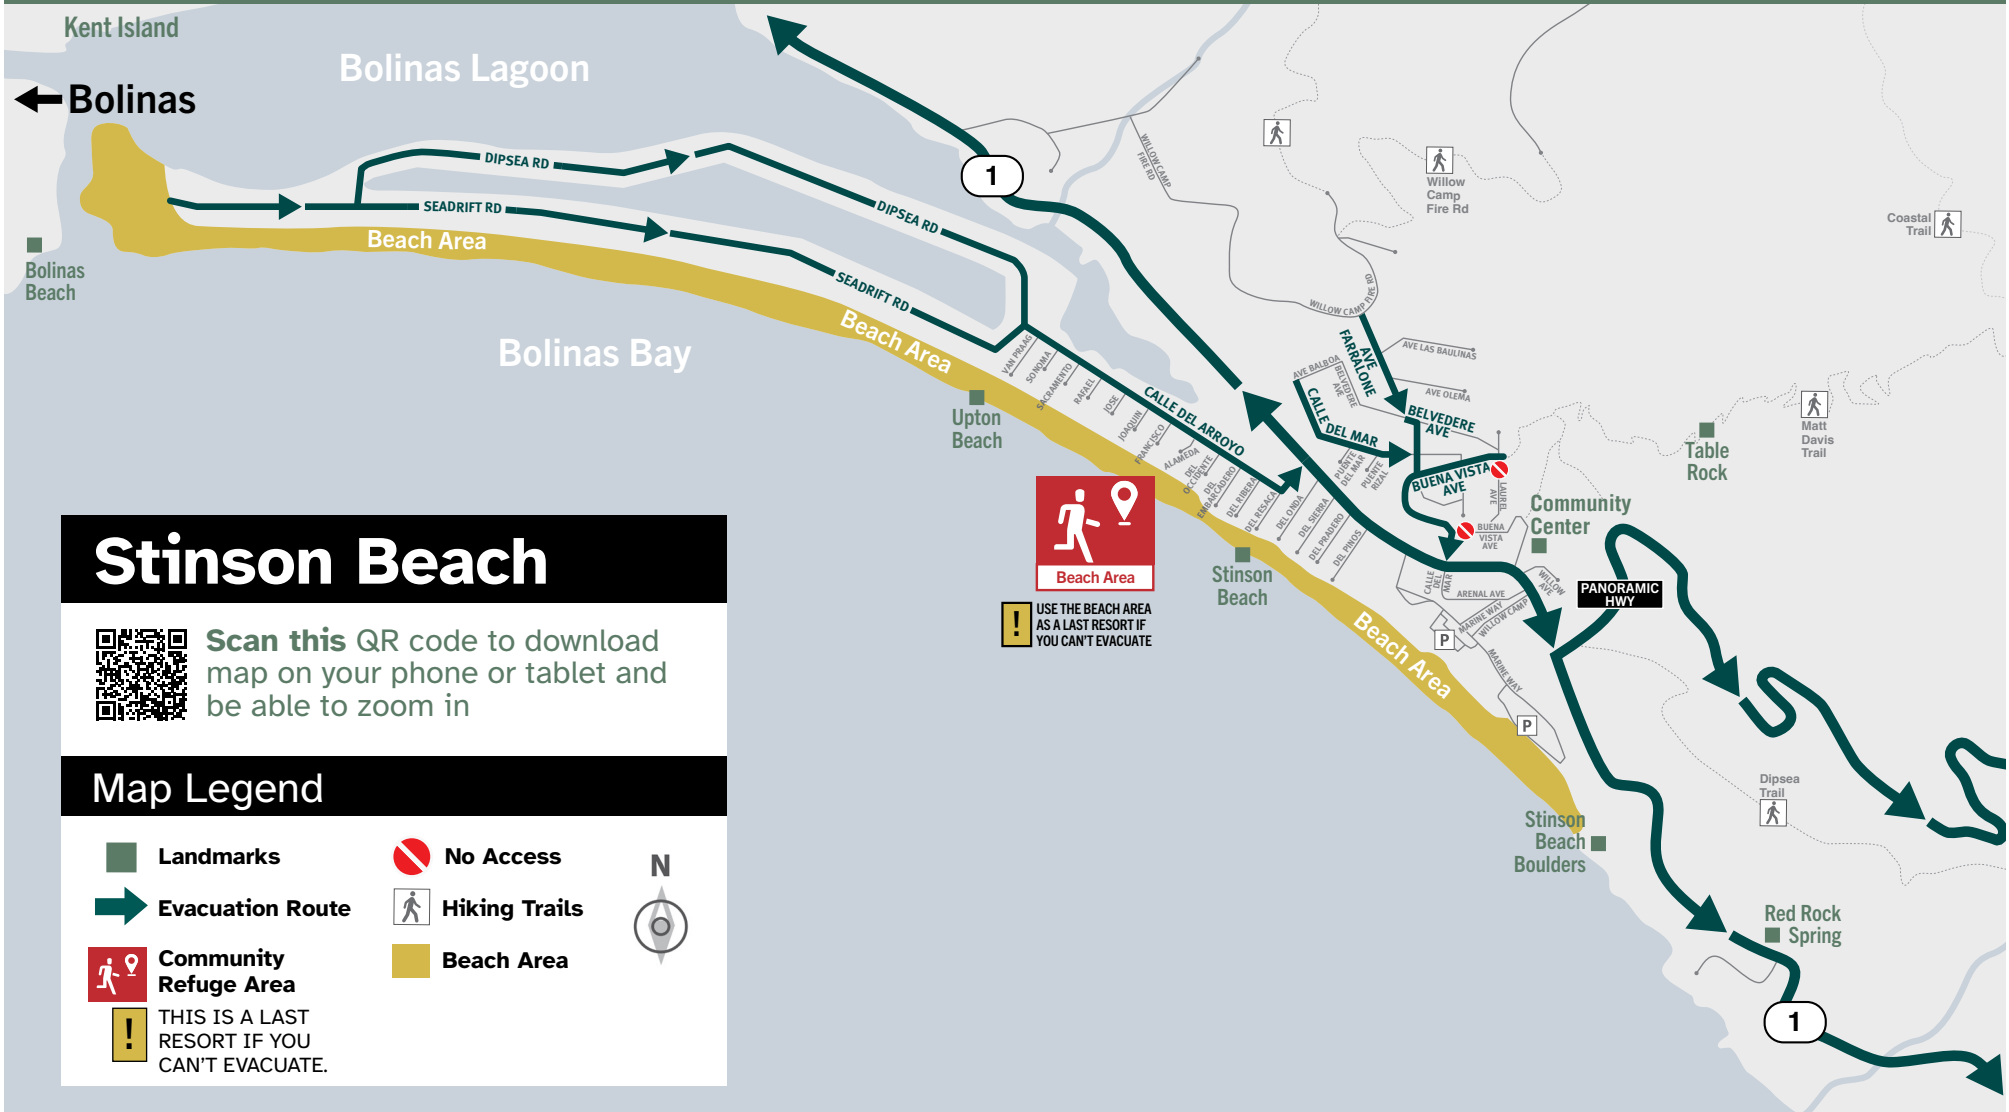 Kent Island
Bolinas Lagoon
Bolinas
DIPSEA RD
SEADRIFT RD
DIPSEA RD
Beach Area
SEADRIFT RD
Beach Area
Bolinas
Beach
Bolinas Bay
1
WILLOW CAMP
FIRE RD
Willow
Camp
Fire Rd
Coastal
Trail
WILLOW CAMP FIRE RD
AVE
FARRALONE
AVE LAS BAULINAS
AVE BALBOA
BELVEDERE
AVE
AVE OLEMA
CALLE
DEL MAR
BELVEDERE
AVE
VAN PRAAG
SONOMA
SACRAMENTO
RAFAEL
JOSE
JOAQUIN
FRANCISCO
ALAMEDA
DEL
OCCIDENTE
DEL
EMBARCADERO
DEL RIBERA
DEL RESACA
DEL ONDA
DEL SIERRA
DEL PRADERO
DEL PINOS
CALLE DEL ARROYO
PUENTE
DEL MAR
PUENTE
RIZAL
BUENA VISTA
AVE
LAUREL
AVE
BUENA
VISTA AVE
Matt
Davis
Trail
Table
Rock
Community
Center
Upton
Beach
Beach Area
USE THE BEACH AREA
AS A LAST RESORT IF
YOU CAN'T EVACUATE
!
Stinson
Beach
CALLE
DEL
MAR
ARENAL AVE
WILLOW
AVE
MARINE WAY
WILLOW CAMP
P
MARINE WAY
P
Beach Area
PANORAMIC
HWY
Dipsea
Trail
Stinson
Beach
Boulders
Red Rock
Spring
1
Stinson Beach
Scan this QR code to download
map on your phone or tablet and
be able to zoom in
Map Legend
Landmarks
No Access
Evacuation Route
Hiking Trails
Community
Refuge Area
Beach Area
N
!
THIS IS A LAST
RESORT IF YOU
CAN'T EVACUATE.